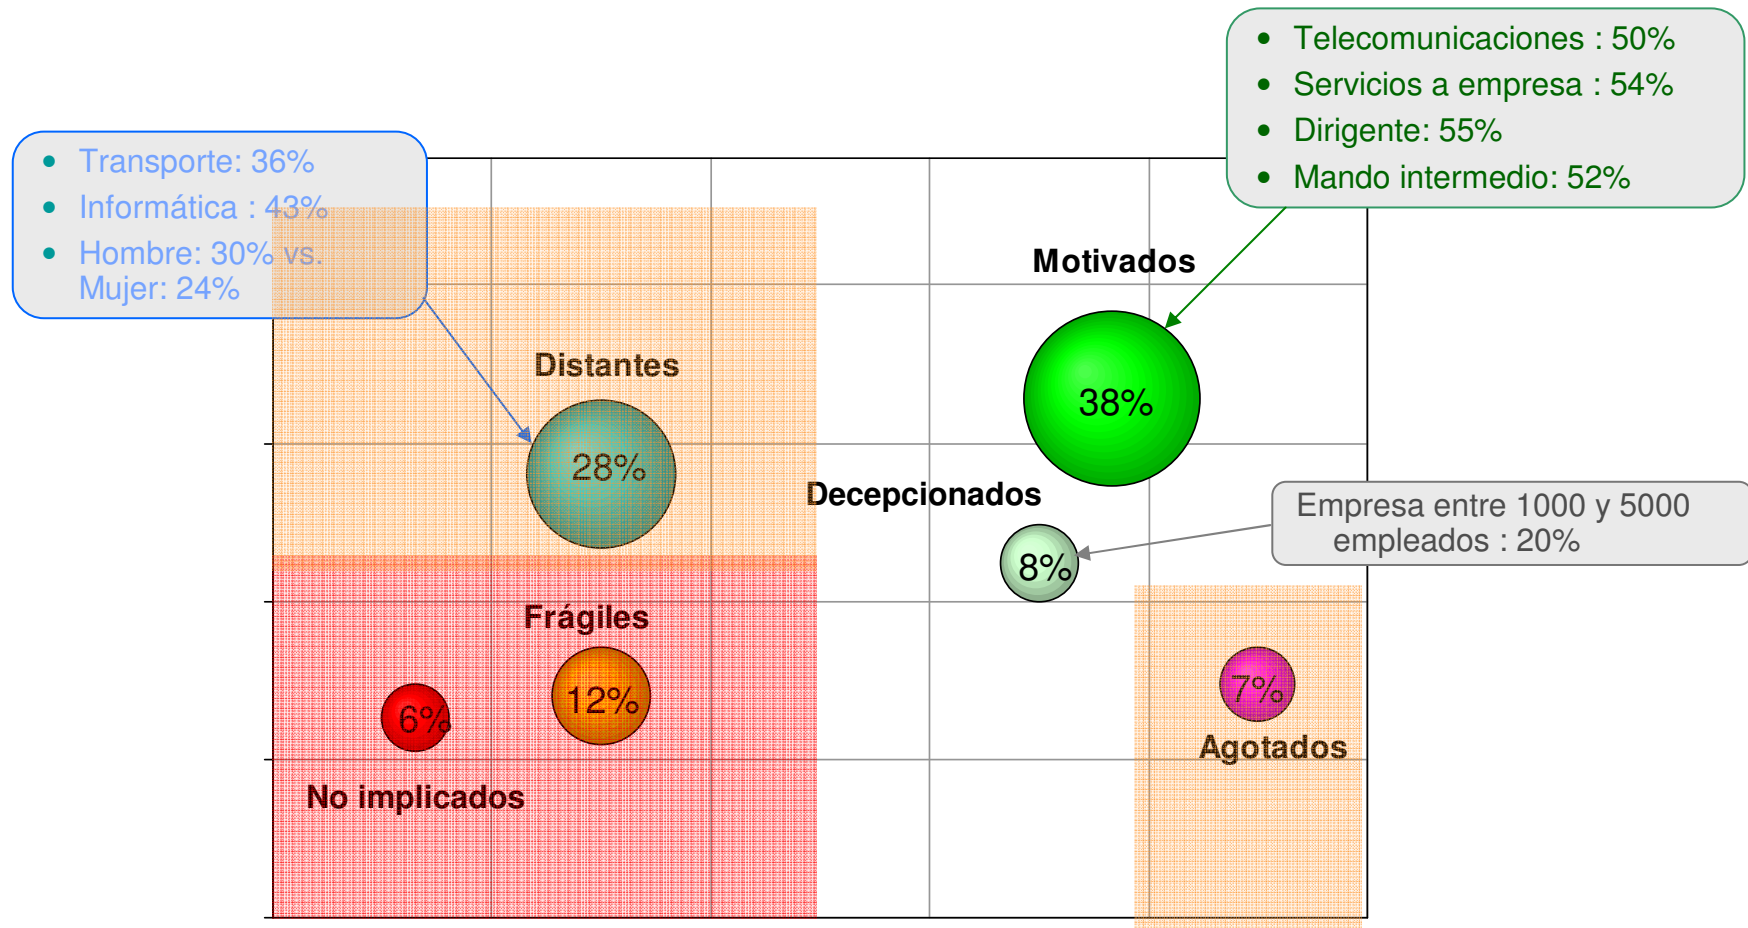 • Telecomunicaciones : 50%
• Servicios a empresa : 54%
• Dirigente: 55%
• Mando intermedio: 52%
• Transporte: 36%
• Informática : 43%
• Hombre: 30% vs.
Mujer: 24%
Motivados
38%
Distantes
28%
Decepcionados
8%
Empresa entre 1000 y 5000
empleados : 20%
Frágiles
12%
6%
No implicados
7%
Agotados